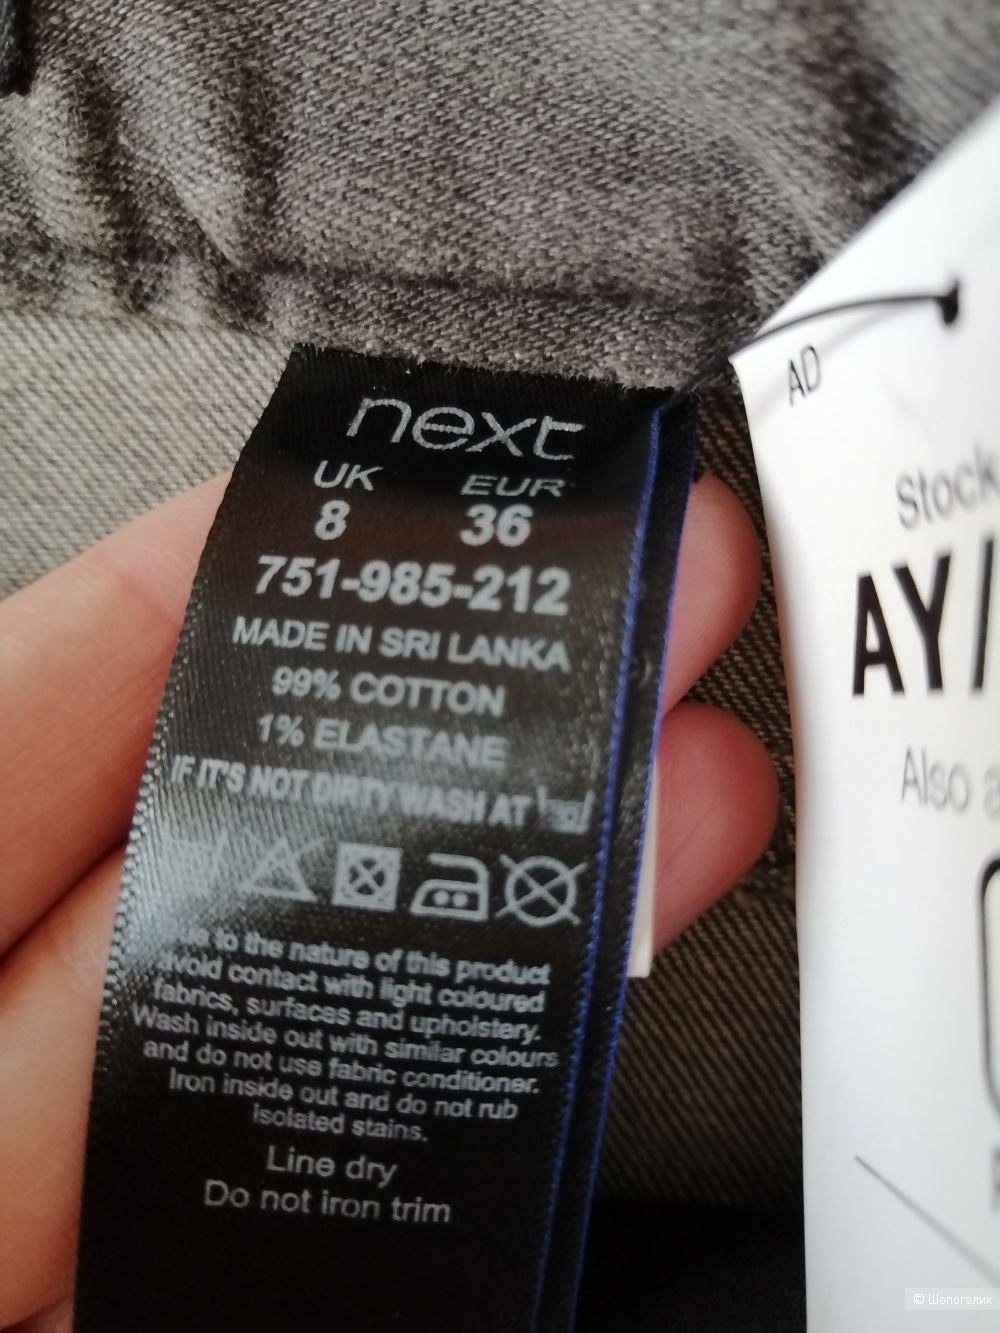 next
UK EUR
8 36
751-985-212
MADE IN SRI LANKA
99% COTTON
1% ELASTANE
IF IT'S NOT DIRTY WASH AT 30
to the nature of this product
avoid contact with light coloured
fabrics, surfaces and upholstery.
Wash inside out with similar colours
and do not use fabric conditioner.
Iron inside out and do not rub
isolated stains.
Line dry
Do not iron trim
AD
Stock
AY/
Also
© Шопоголик